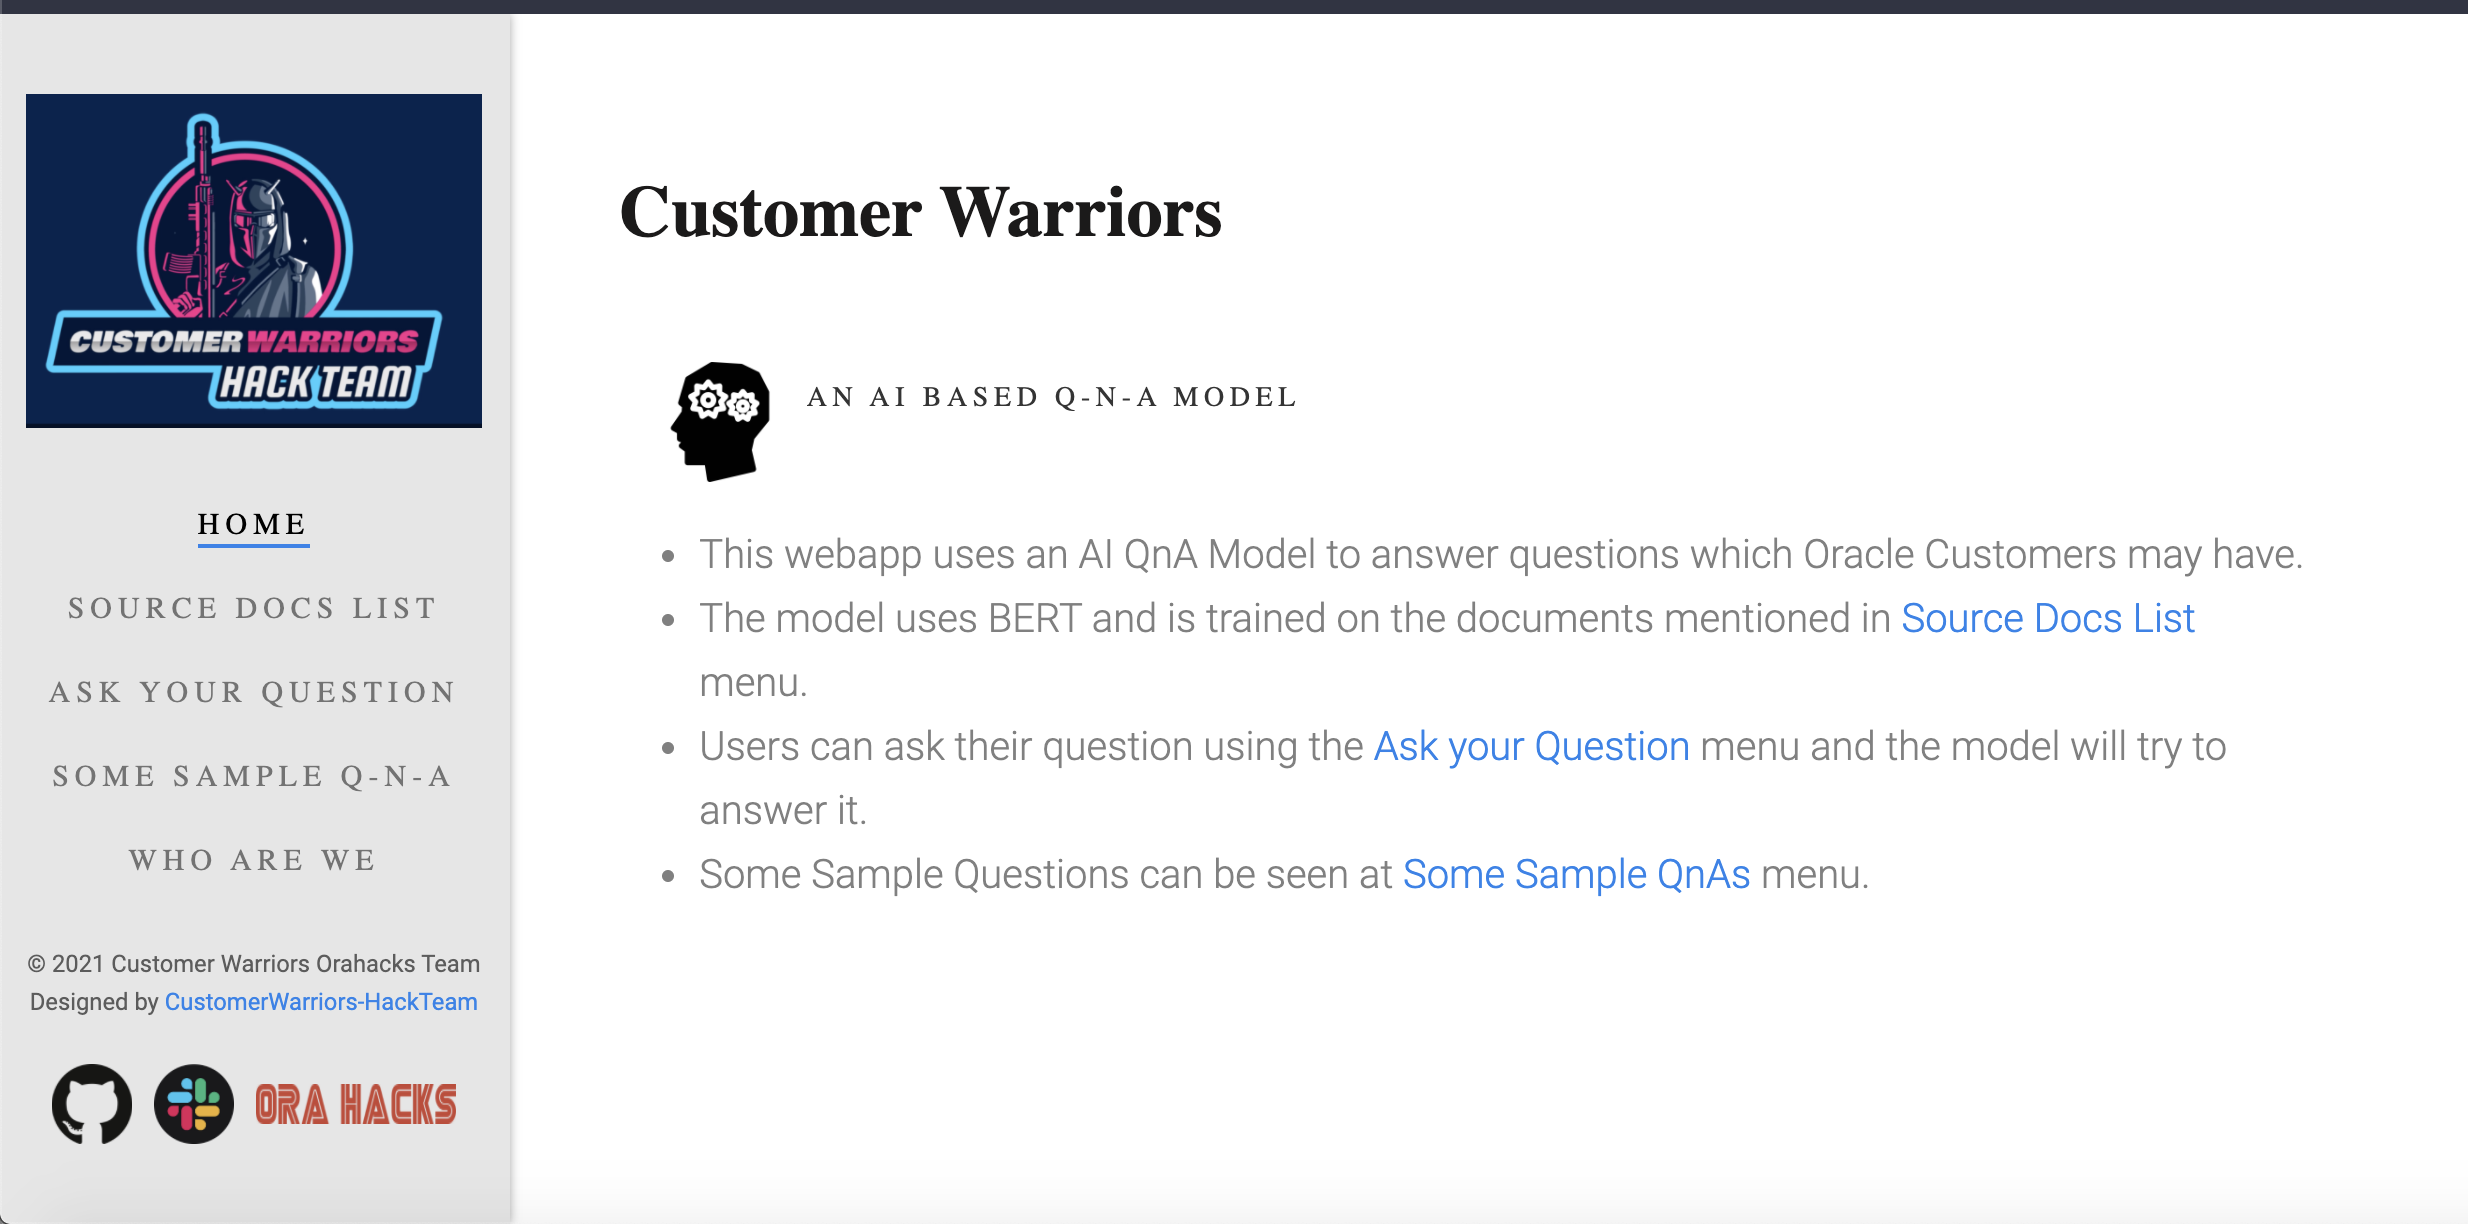 CUSTOMER WARRIORS
HACK TEAM
HOME
SOURCE DOCS LIST
ASK YOUR QUESTION
SOME SAMPLE Q-N-A
WHO ARE WE
© 2021 Customer Warriors Orahacks Team
Designed by CustomerWarriors-HackTeam
ORA HACKS
Customer Warriors
AN AI BASED Q-N-A MODEL
• This webapp uses an AI QnA Model to answer questions which Oracle Customers may have.
• The model uses BERT and is trained on the documents mentioned in Source Docs List
menu.
• Users can ask their question using the Ask your Question menu and the model will try to
answer it.
• Some Sample Questions can be seen at Some Sample QnAs menu.